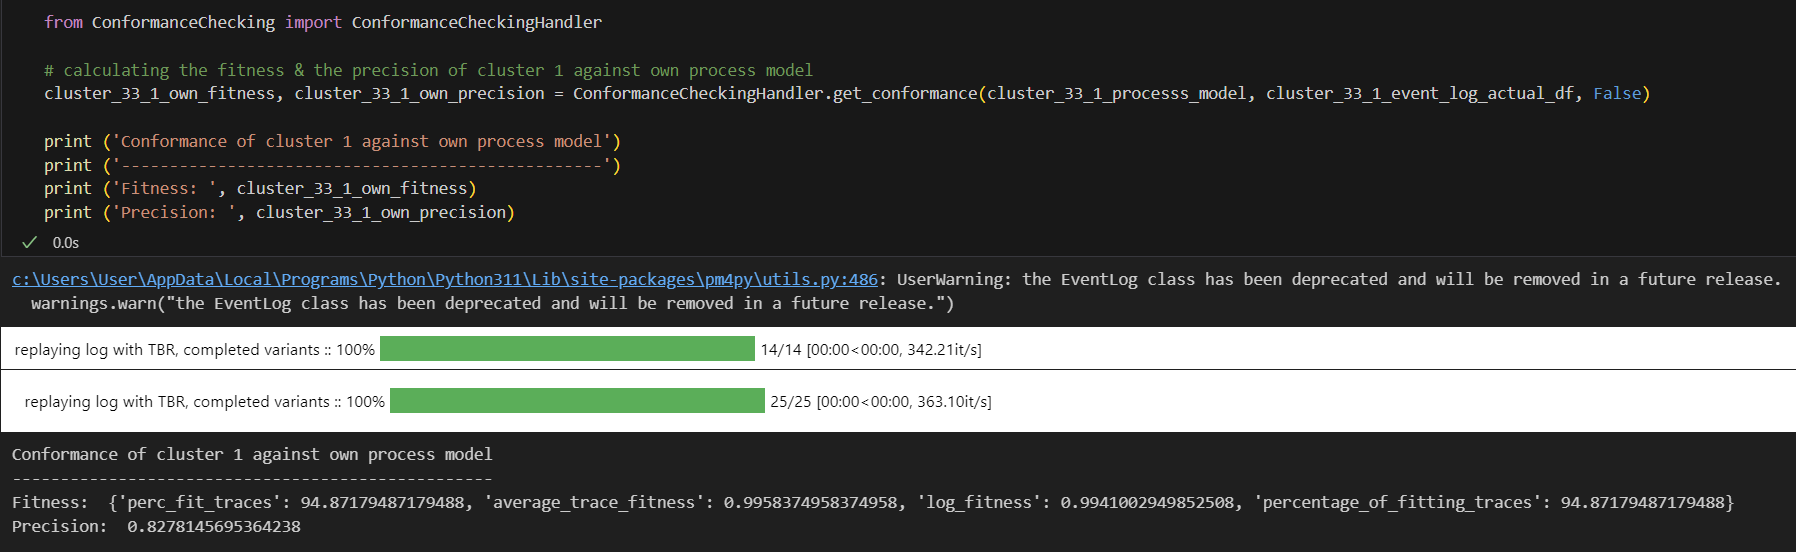 from ConformanceChecking import ConformanceCheckingHandler
# calculating the fitness & the precision of cluster 1 against own process model
cluster_33_1_own_fitness, cluster_33_1_own_precision = ConformanceCheckingHandler.get_conformance(cluster_33_1_processs_model, cluster_33_1_event_log_actual_df, False)
print ('Conformance of cluster 1 against own process model')
print ('--------------------------------------------------')
print ('Fitness: ', cluster_33_1_own_fitness)
print ('Precision: ', cluster_33_1_own_precision)
✓ 0.0s
c:\Users\User\AppData\Local\Programs\Python\Python311\Lib\site-packages\pm4py\utils.py:486: UserWarning: the EventLog class has been deprecated and will be removed in a future release.
warnings.warn("the EventLog class has been deprecated and will be removed in a future release.")
replaying log with TBR, completed variants :: 100% 14/14 [00:00<00:00, 342.21it/s]
replaying log with TBR, completed variants :: 100% 25/25 [00:00<00:00, 363.10it/s]
Conformance of cluster 1 against own process model
--------------------------------------------------
Fitness:  {'perc_fit_traces': 94.87179487179488, 'average_trace_fitness': 0.9958374958374958, 'log_fitness': 0.9941002949852508, 'percentage_of_fitting_traces': 94.87179487179488}
Precision:  0.8278145695364238